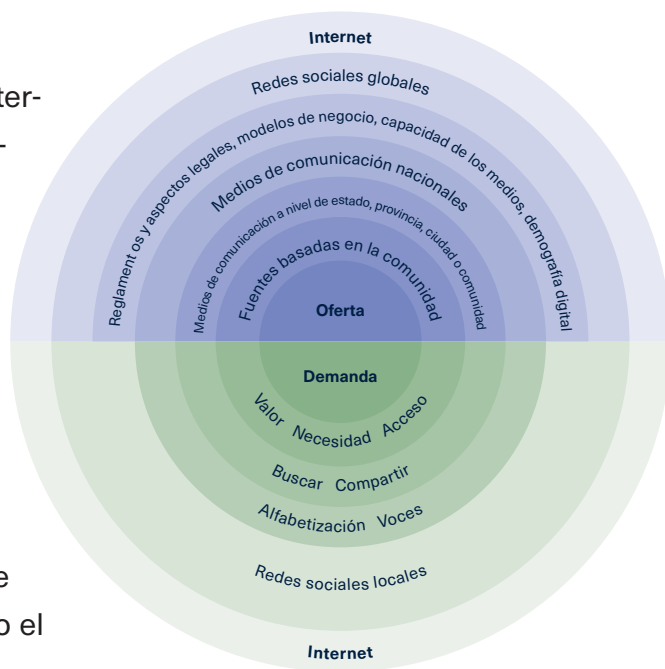 Internet
Redes sociales globales
ter-
Reglament os y aspectos legales, modelos de negocio, capacidad de los medios, demografía digital
-
Medios de comunicación nacionales
Medios de comunicación a nivel de estado, provincia, ciudad o comunidad
Fuentes basadas en la comunidad
Oferta
Demanda
Valor Necesidad Acceso
Buscar Compartir
Alfabetización Voces
Redes sociales locales
e
o el
Internet